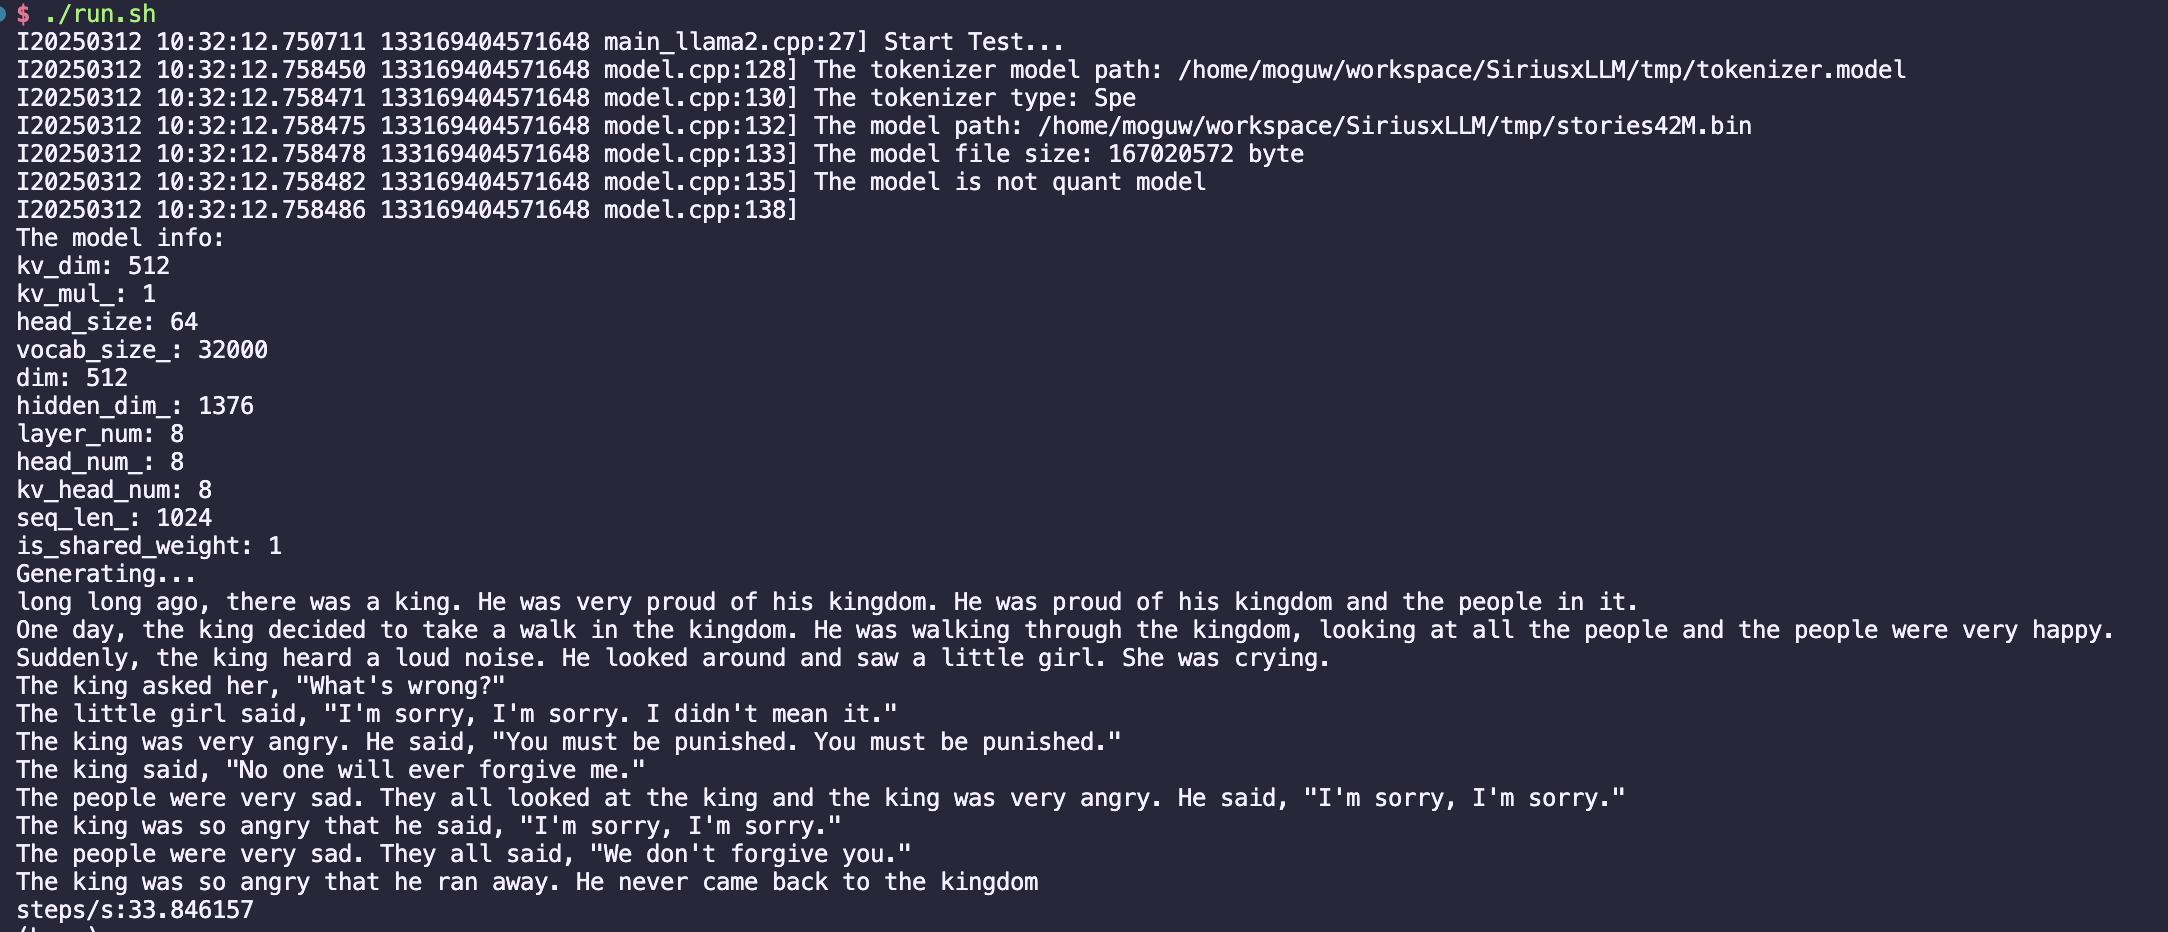 $ ./run.sh
I20250312 10:32:12.750711 133169404571648 main_llama2.cpp:27] Start Test...
I20250312 10:32:12.758450 133169404571648 model.cpp:128] The tokenizer model path: /home/moguw/workspace/SiriusxLLM/tmp/tokenizer.model
I20250312 10:32:12.758471 133169404571648 model.cpp:130] The tokenizer type: Spe
I20250312 10:32:12.758475 133169404571648 model.cpp:132] The model path: /home/moguw/workspace/SiriusxLLM/tmp/stories42M.bin
I20250312 10:32:12.758478 133169404571648 model.cpp:133] The model file size: 167020572 byte
I20250312 10:32:12.758482 133169404571648 model.cpp:135] The model is not quant model
I20250312 10:32:12.758486 133169404571648 model.cpp:138]
The model info:
kv_dim: 512
kv_mul_: 1
head_size: 64
vocab_size_: 32000
dim: 512
hidden_dim_: 1376
layer_num: 8
head_num_: 8
kv_head_num: 8
seq_len_: 1024
is_shared_weight: 1
Generating...
long long ago, there was a king. He was very proud of his kingdom. He was proud of his kingdom and the people in it.
One day, the king decided to take a walk in the kingdom. He was walking through the kingdom, looking at all the people and the people were very happy.
Suddenly, the king heard a loud noise. He looked around and saw a little girl. She was crying.
The king asked her, "What's wrong?"
The little girl said, "I'm sorry, I'm sorry. I didn't mean it."
The king was very angry. He said, "You must be punished. You must be punished."
The king said, "No one will ever forgive me."
The people were very sad. They all looked at the king and the king was very angry. He said, "I'm sorry, I'm sorry."
The king was so angry that he said, "I'm sorry, I'm sorry."
The people were very sad. They all said, "We don't forgive you."
The king was so angry that he ran away. He never came back to the kingdom
steps/s:33.846157